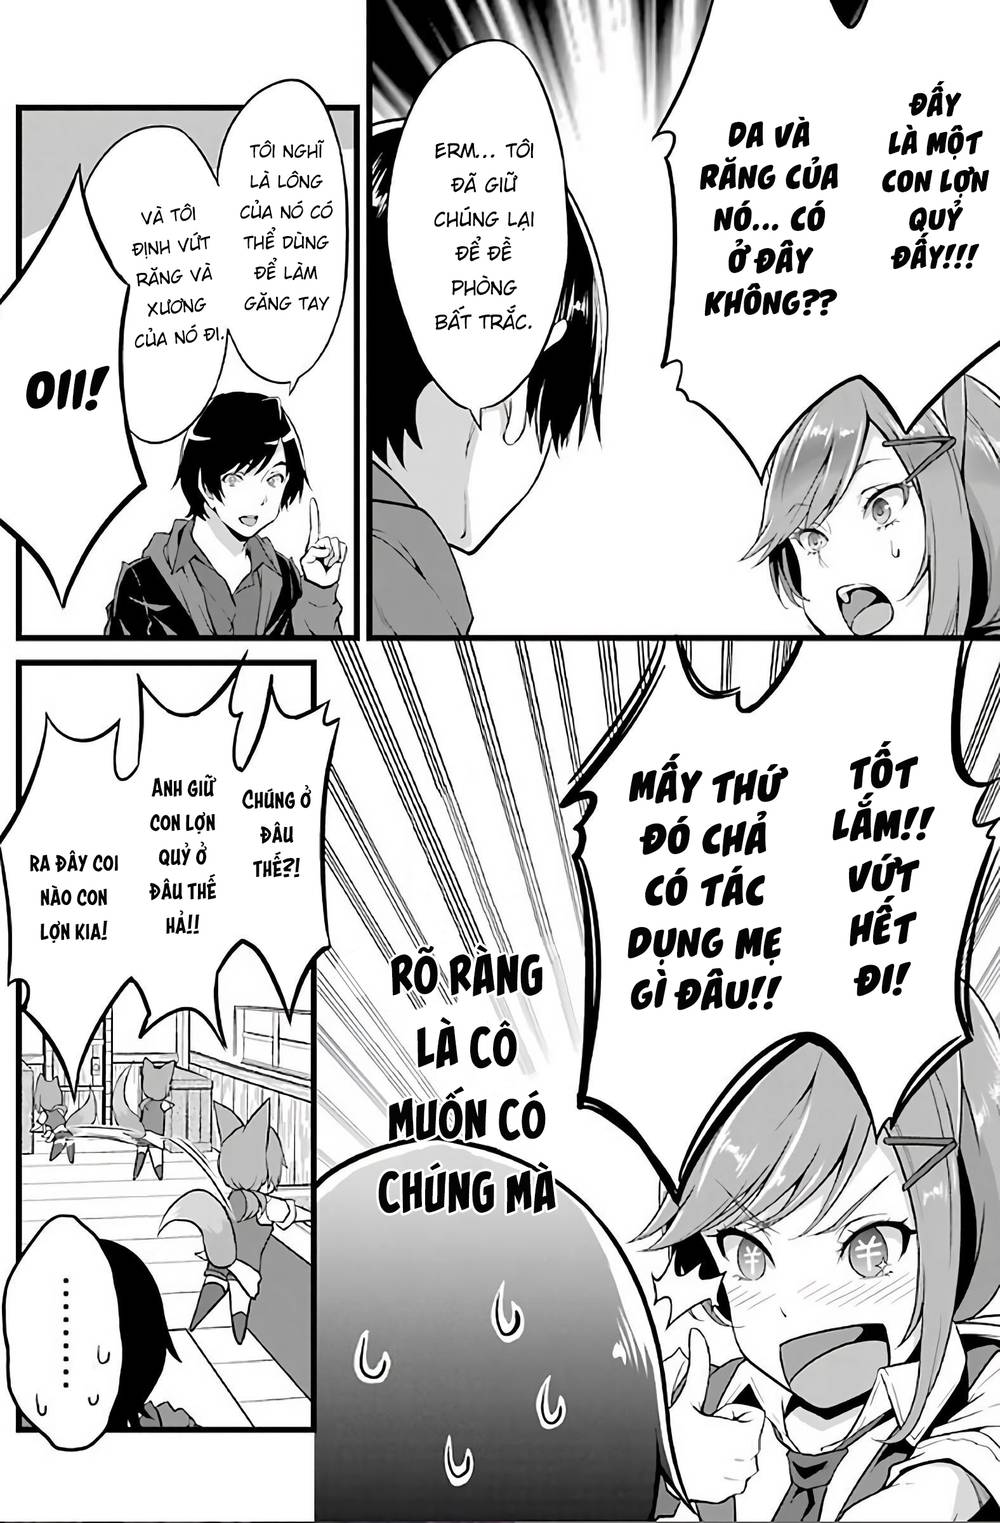 ĐẤY
LÀ MỘT
CON LỢN
QUỶ
ĐẤY!!!
DA VÀ
RĂNG CỦA
NÓ... CÓ
Ở ĐÂY
KHÔNG??
ERM... TÔI
ĐÃ GIỮ
CHÚNG LẠI
ĐỂ ĐỀ
PHÒNG
BẤT TRẮC.
TÔI NGHĨ
LÀ LÔNG
CỦA NÓ CÓ
THỂ DÙNG
ĐỂ LÀM
GĂNG TAY
VÀ TÔI
ĐỊNH VỨT
RĂNG VÀ
XƯƠNG
CỦA NÓ ĐI.
OII!
TỐT
LẮM!!
VỨT
HẾT
ĐI!
MẤY THỨ
ĐÓ CHẢ
CÓ TÁC
DỤNG MẸ
GÌ ĐÂU!!
RÕ RÀNG
LÀ CÔ
MUỐN CÓ
CHÚNG MÀ
CHÚNG Ở
ĐÂU
THẾ?!
ANH GIỮ
CON LỢN
QUỶ Ở
ĐÂU THẾ
HẢ!!
RA ĐÂY COI
NÀO CON
LỢN KIA!
........